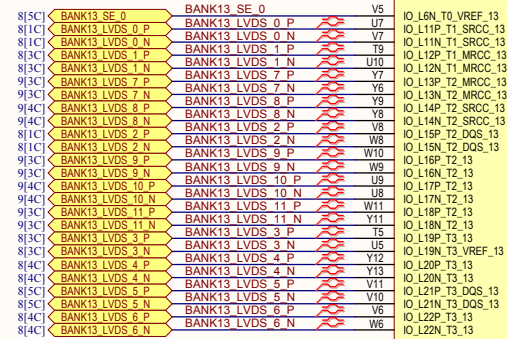 8[5C] BANK13_SE_0 BANK13_SE_0 V5 IO_L6N_T0_VREF_13
8[1C] BANK13_LVDS_0_P BANK13_LVDS_0_P U7 IO_L11P_T1_SRCC_13
8[1C] BANK13_LVDS_0_N BANK13_LVDS_0_N V7 IO_L11N_T1_SRCC_13
8[3C] BANK13_LVDS_1_P BANK13_LVDS_1_P T9 IO_L12P_T1_MRCC_13
8[3C] BANK13_LVDS_1_N BANK13_LVDS_1_N U10 IO_L12N_T1_MRCC_13
9[3C] BANK13_LVDS_7_P BANK13_LVDS_7_P Y7 IO_L13P_T2_MRCC_13
9[3C] BANK13_LVDS_7_N BANK13_LVDS_7_N Y6 IO_L13N_T2_MRCC_13
9[4C] BANK13_LVDS_8_P BANK13_LVDS_8_P Y9 IO_L14P_T2_SRCC_13
9[4C] BANK13_LVDS_8_N BANK13_LVDS_8_N Y8 IO_L14N_T2_SRCC_13
8[1C] BANK13_LVDS_2_P BANK13_LVDS_2_P V8 IO_L15P_T2_DQS_13
8[1C] BANK13_LVDS_2_N BANK13_LVDS_2_N W8 IO_L15N_T2_DQS_13
9[3C] BANK13_LVDS_9_P BANK13_LVDS_9_P W10 IO_L16P_T2_13
9[3C] BANK13_LVDS_9_N BANK13_LVDS_9_N W9 IO_L16N_T2_13
9[4C] BANK13_LVDS_10_P BANK13_LVDS_10_P U9 IO_L17P_T2_13
9[4C] BANK13_LVDS_10_N BANK13_LVDS_10_N U8 IO_L17N_T2_13
9[3C] BANK13_LVDS_11_P BANK13_LVDS_11_P W11 IO_L18P_T2_13
9[3C] BANK13_LVDS_11_N BANK13_LVDS_11_N Y11 IO_L18N_T2_13
8[3C] BANK13_LVDS_3_P BANK13_LVDS_3_P T5 IO_L19P_T3_13
8[3C] BANK13_LVDS_3_N BANK13_LVDS_3_N U5 IO_L19N_T3_VREF_13
8[4C] BANK13_LVDS_4_P BANK13_LVDS_4_P Y12 IO_L20P_T3_13
8[4C] BANK13_LVDS_4_N BANK13_LVDS_4_N Y13 IO_L20N_T3_13
8[5C] BANK13_LVDS_5_P BANK13_LVDS_5_P V11 IO_L21P_T3_DQS_13
8[5C] BANK13_LVDS_5_N BANK13_LVDS_5_N V10 IO_L21N_T3_DQS_13
8[4C] BANK13_LVDS_6_P BANK13_LVDS_6_P V6 IO_L22P_T3_13
8[4C] BANK13_LVDS_6_N BANK13_LVDS_6_N W6 IO_L22N_T3_13